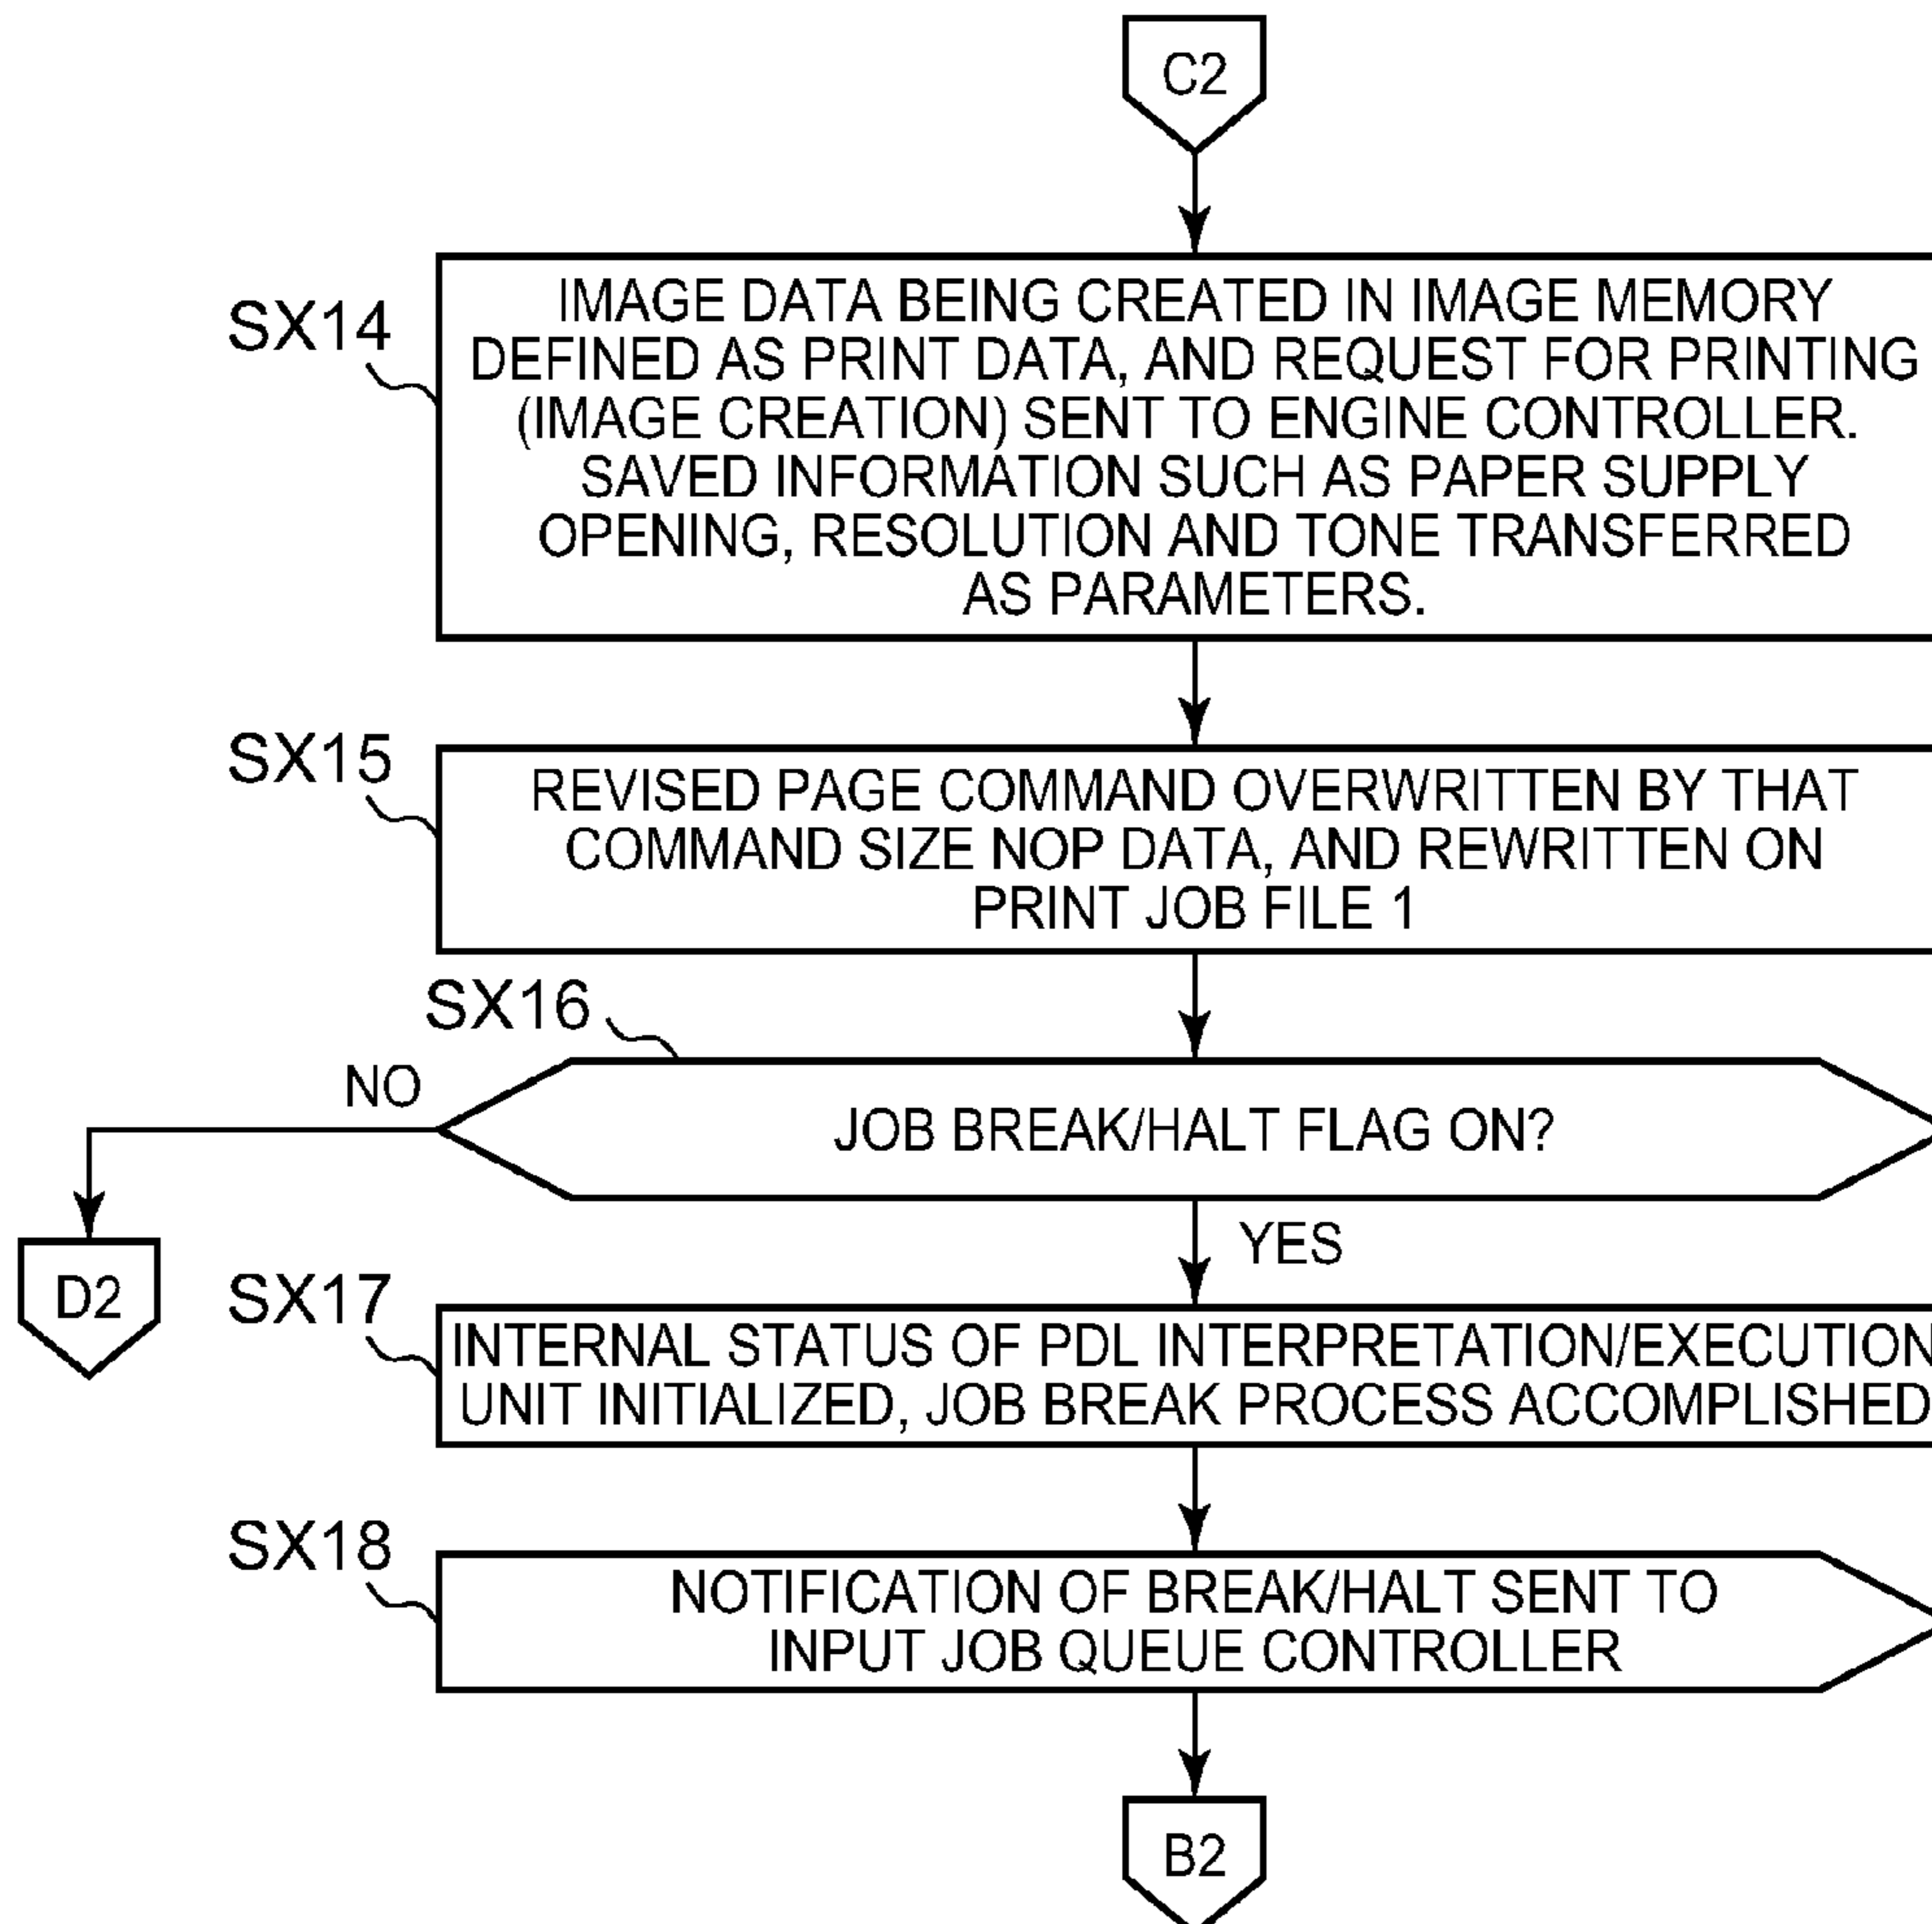 C2
SX14
IMAGE DATA BEING CREATED IN IMAGE MEMORY
DEFINED AS PRINT DATA, AND REQUEST FOR PRINTING
(IMAGE CREATION) SENT TO ENGINE CONTROLLER.
SAVED INFORMATION SUCH AS PAPER SUPPLY
OPENING, RESOLUTION AND TONE TRANSFERRED
AS PARAMETERS.
SX15
REVISED PAGE COMMAND OVERWRITTEN BY THAT
COMMAND SIZE NOP DATA, AND REWRITTEN ON
PRINT JOB FILE 1
SX16
NO
JOB BREAK/HALT FLAG ON?
YES
D2
SX17
INTERNAL STATUS OF PDL INTERPRETATION/EXECUTION
UNIT INITIALIZED, JOB BREAK PROCESS ACCOMPLISHED
SX18
NOTIFICATION OF BREAK/HALT SENT TO
INPUT JOB QUEUE CONTROLLER
B2